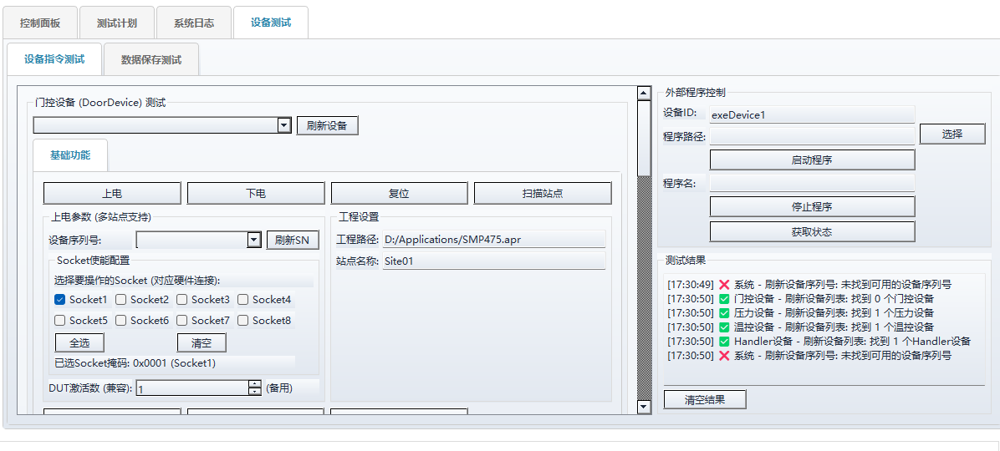 控制面板 测试计划 系统日志 设备测试
设备指令测试 数据保存测试
门控设备 (DoorDevice) 测试
刷新设备
基础功能
上电 下电 复位 扫描站点
上电参数 (多站点支持)
设备序列号: 刷新SN
Socket使能配置
选择要操作的Socket (对应硬件连接):
Socket1 Socket2 Socket3 Socket4
Socket5 Socket6 Socket7 Socket8
全选 清空
已选Socket掩码: 0x0001 (Socket1)
DUT激活数 (兼容): 1 (备用)
工程设置
工程路径: D:/Applications/SMP475.apr
站点名称: Site01
外部程序控制
设备ID: exeDevice1
程序路径: 选择
启动程序
程序名:
停止程序
获取状态
测试结果
[17:30:49] ❌ 系统 - 刷新设备序列号: 未找到可用的设备序列号
[17:30:50] ✅ 门控设备 - 刷新设备列表: 找到 0 个门控设备
[17:30:50] ✅ 压力设备 - 刷新设备列表: 找到 1 个压力设备
[17:30:50] ✅ 温控设备 - 刷新设备列表: 找到 1 个温控设备
[17:30:50] ✅ Handler设备 - 刷新设备列表: 找到 1 个Handler设备
[17:30:50] ❌ 系统 - 刷新设备序列号: 未找到可用的设备序列号
清空结果